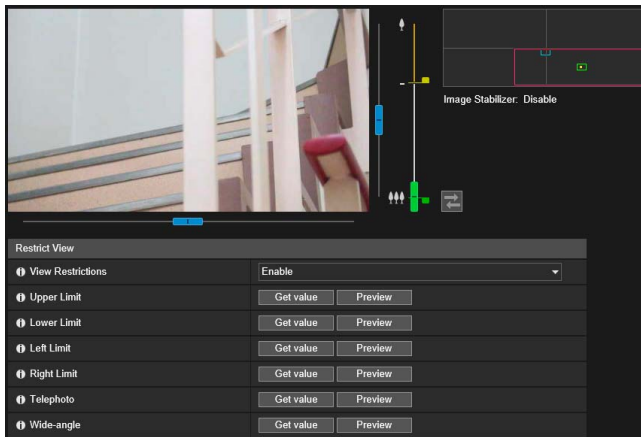 Image Stabilizer: Disable
Restrict View
View Restrictions Enable
Upper Limit Get value Preview
Lower Limit Get value Preview
Left Limit Get value Preview
Right Limit Get value Preview
Telephoto Get value Preview
Wide-angle Get value Preview